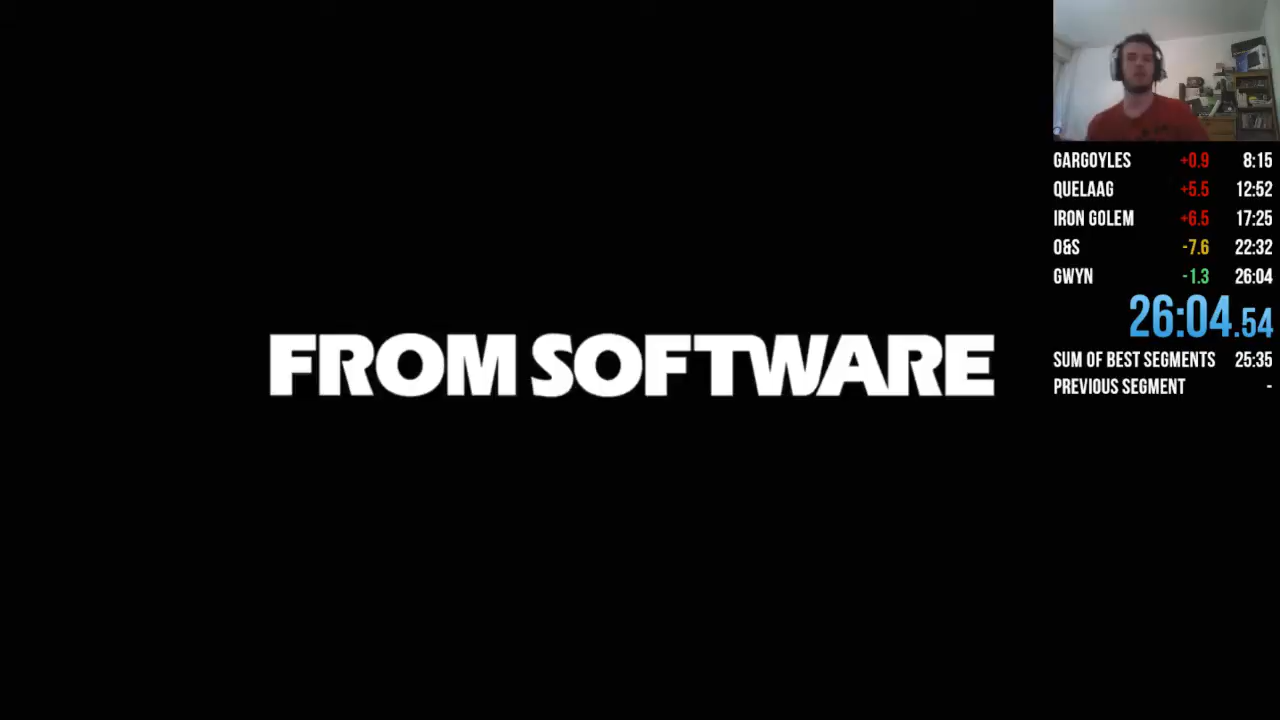 FROM SOFTWARE
GARGOYLES +0.9 8:15
QUELAAG +5.5 12:52
IRON GOLEM +6.5 17:25
O&S -7.6 22:32
GWYN -1.3 26:04
26:04.54
SUM OF BEST SEGMENTS 25:35
PREVIOUS SEGMENT -